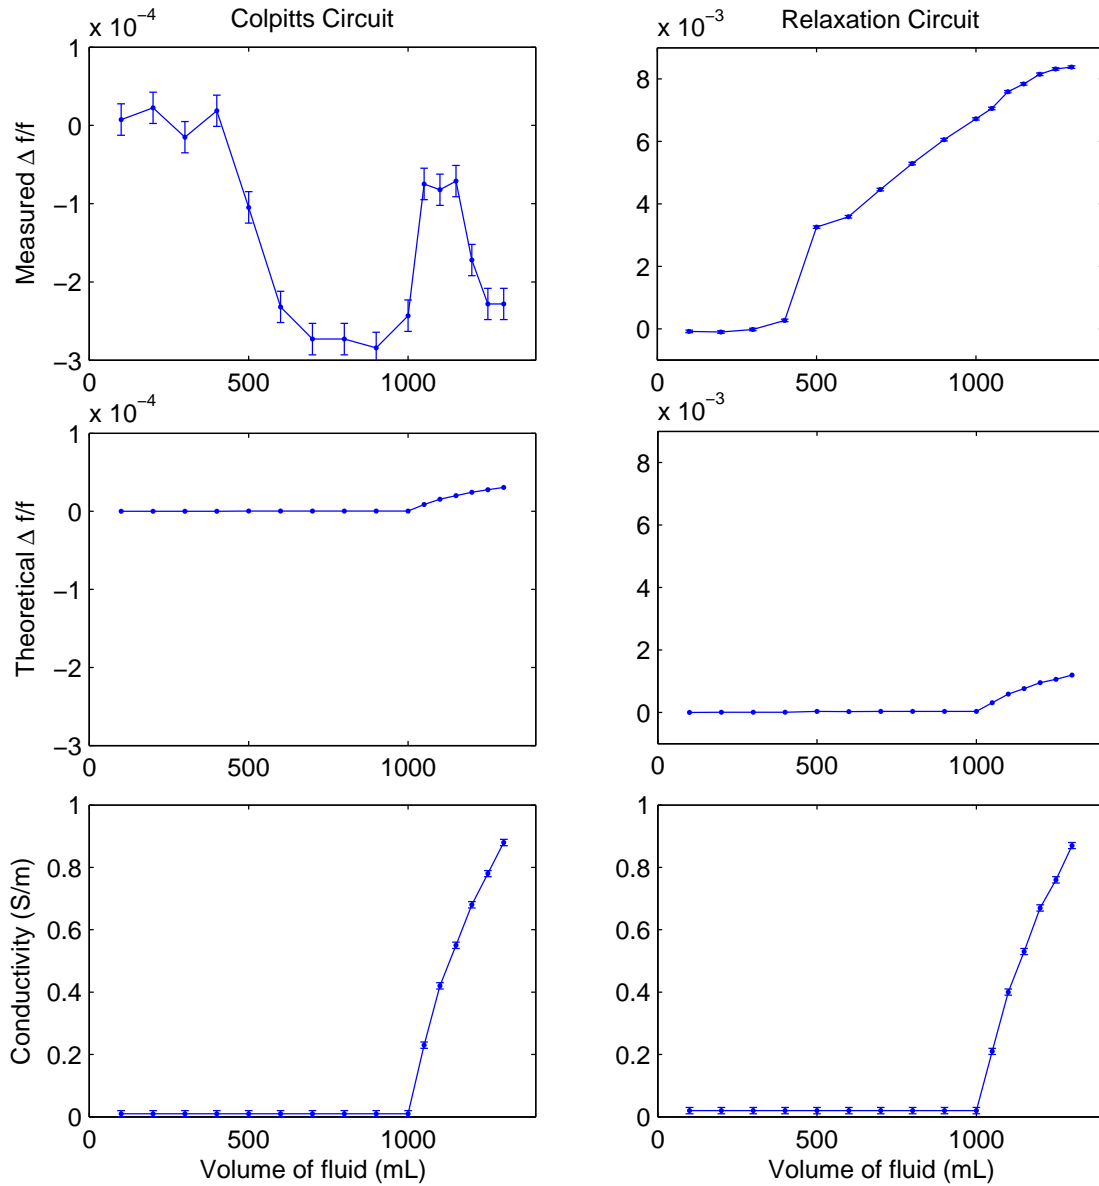 Colpitts Circuit
x 10−4
Measured Δ f/f
1
0
−1
−2
−3
0 500 1000
Relaxation Circuit
x 10−3
8
6
4
2
0
0 500 1000
x 10−4
Theoretical Δ f/f
1
0
−1
−2
−3
0 500 1000
x 10−3
8
6
4
2
0
0 500 1000
Conductivity (S/m)
1
0.8
0.6
0.4
0.2
0
0 500 1000
Volume of fluid (mL)
1
0.8
0.6
0.4
0.2
0
0 500 1000
Volume of fluid (mL)